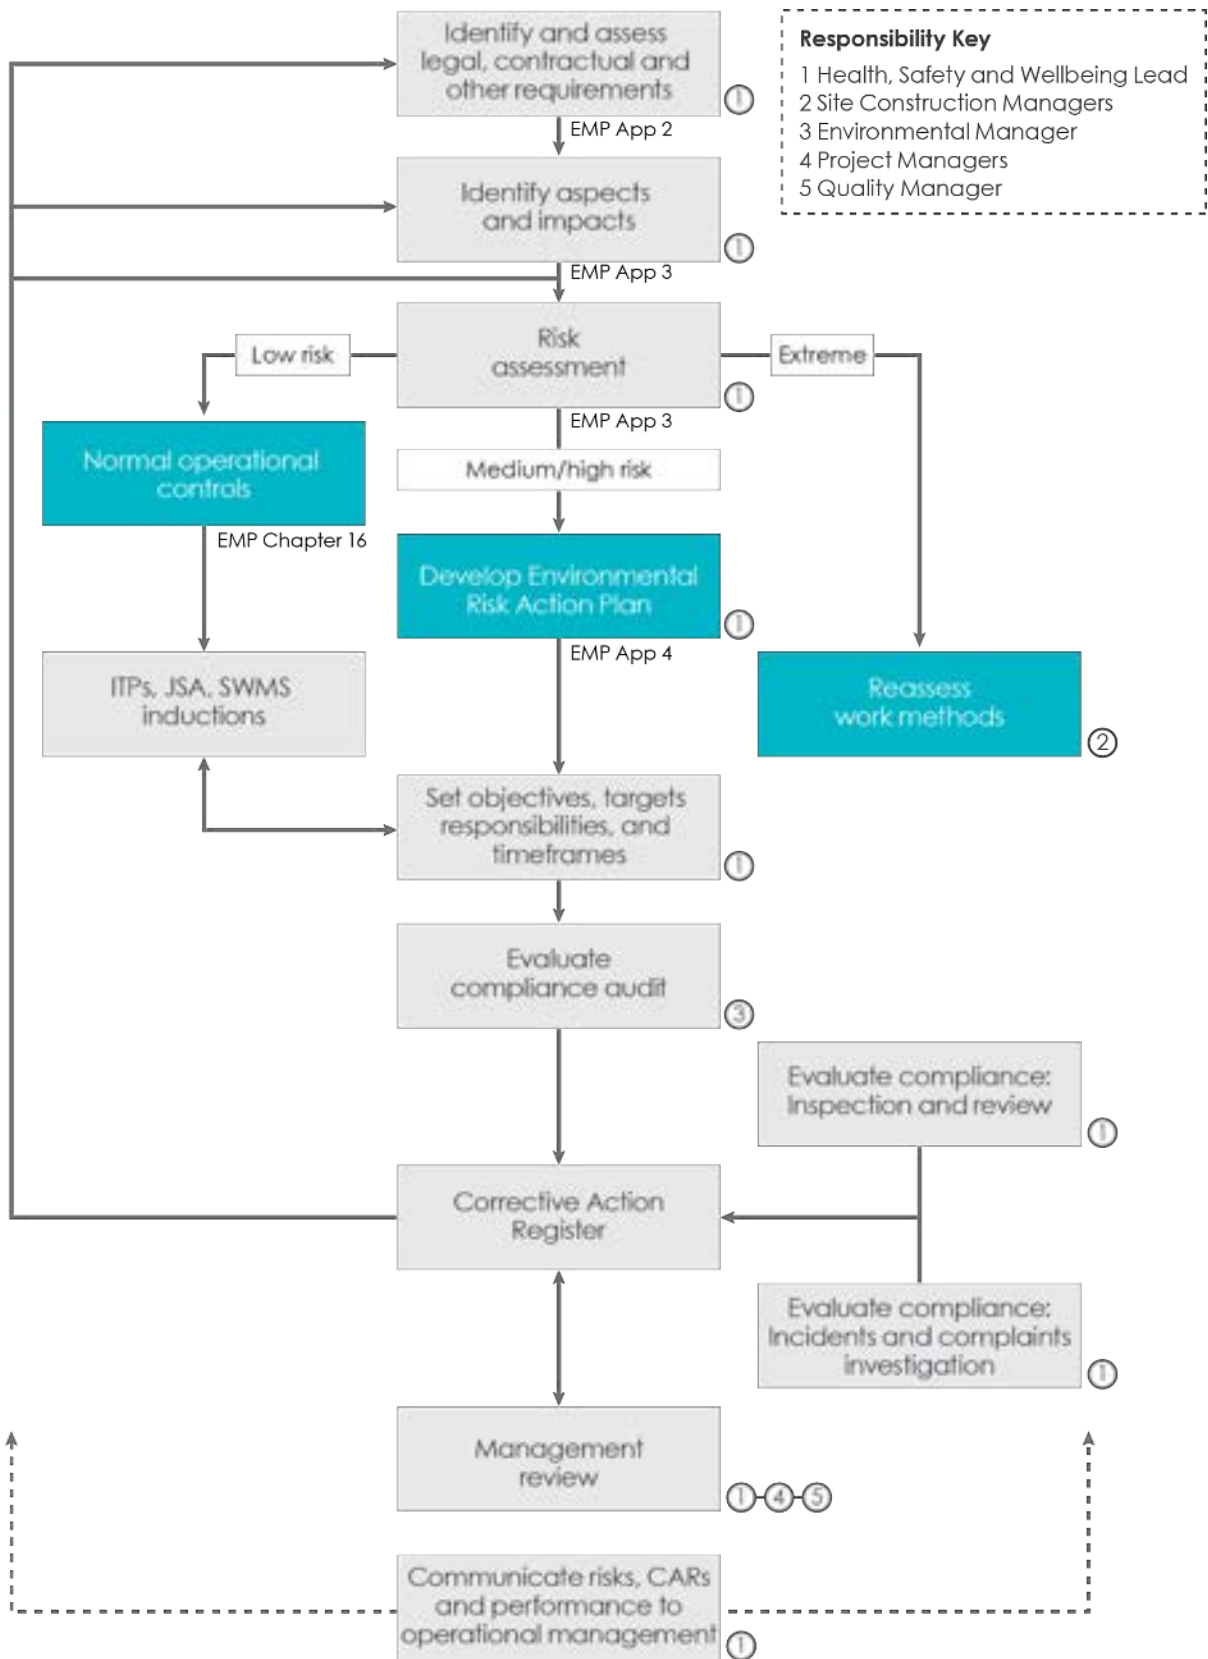 Identify and assess
legal, contractual and
other requirements
1
EMP App 2
Responsibility Key
1 Health, Safety and Wellbeing Lead
2 Site Construction Managers
3 Environmental Manager
4 Project Managers
5 Quality Manager
Identify aspects
and impacts
1
EMP App 3
Risk
assessment
1
Low risk
Extreme
EMP App 3
Medium/high risk
Normal operational
controls
EMP Chapter 16
Develop Environmental
Risk Action Plan
1
EMP App 4
ITPs, JSA, SWMS
inductions
Reassess
work methods
2
Set objectives, targets
responsibilities, and
timeframes
1
Evaluate
compliance audit
3
Evaluate compliance:
Inspection and review
1
Corrective Action
Register
Evaluate compliance:
Incidents and complaints
investigation
1
Management
review
1 4 5
Communicate risks, CARs
and performance to
operational management
1